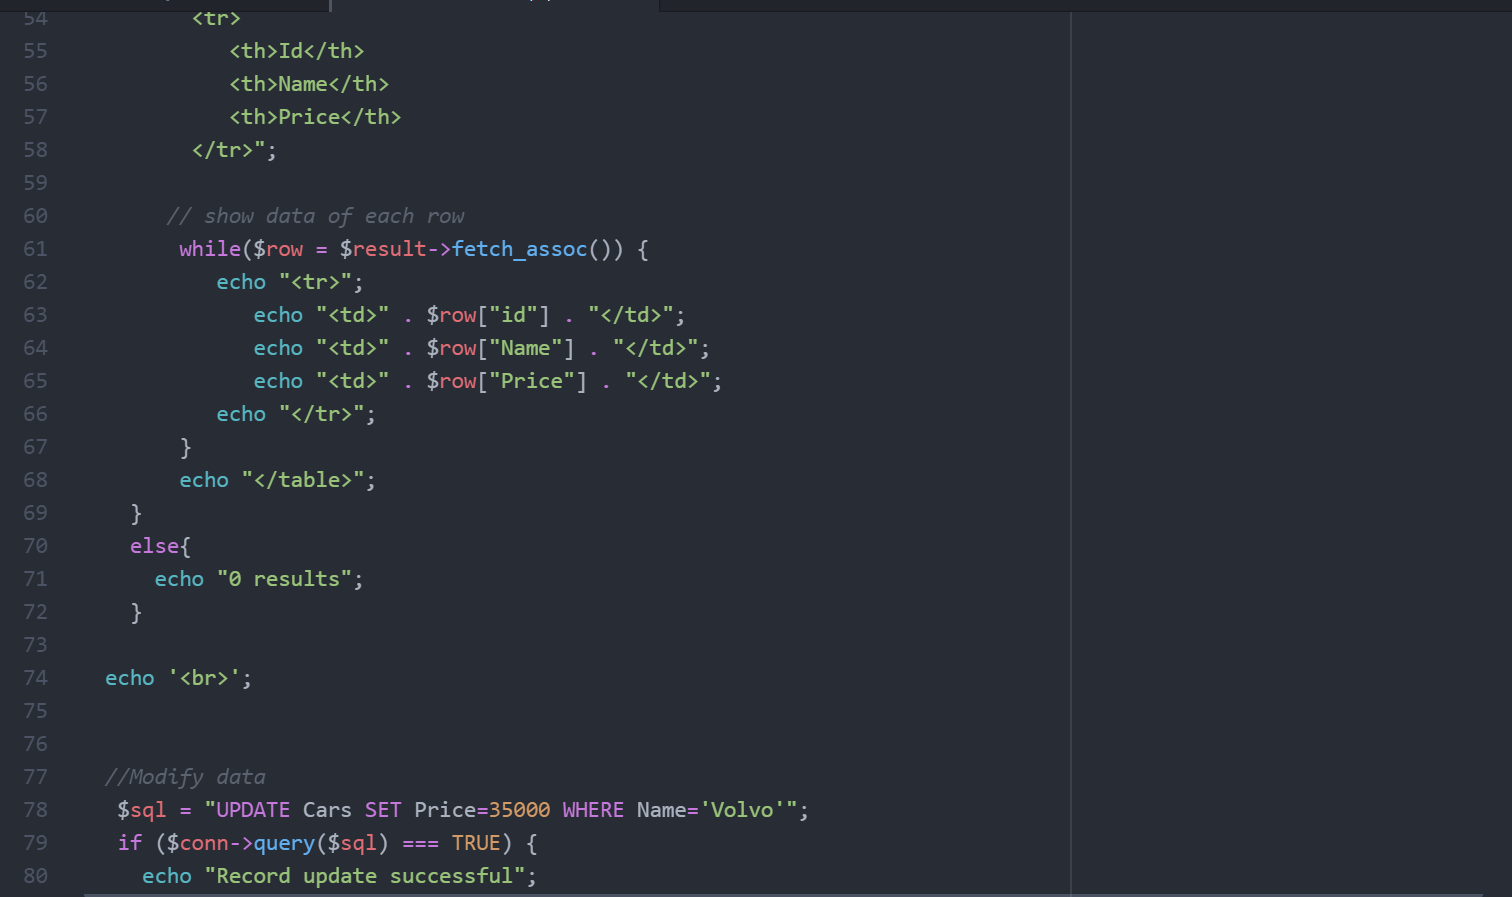 54 <tr>
55 <th>Id</th>
56 <th>Name</th>
57 <th>Price</th>
58 </tr>";
59
60 // show data of each row
61 while($row = $result->fetch_assoc()) {
62 echo "<tr>";
63 echo "<td>" . $row["id"] . "</td>";
64 echo "<td>" . $row["Name"] . "</td>";
65 echo "<td>" . $row["Price"] . "</td>";
66 echo "</tr>";
67 }
68 echo "</table>";
69 }
70 else{
71 echo "0 results";
72 }
73
74 echo '<br>';
75
76
77 //Modify data
78 $sql = "UPDATE Cars SET Price=35000 WHERE Name='Volvo'";
79 if ($conn->query($sql) === TRUE) {
80 echo "Record update successful";